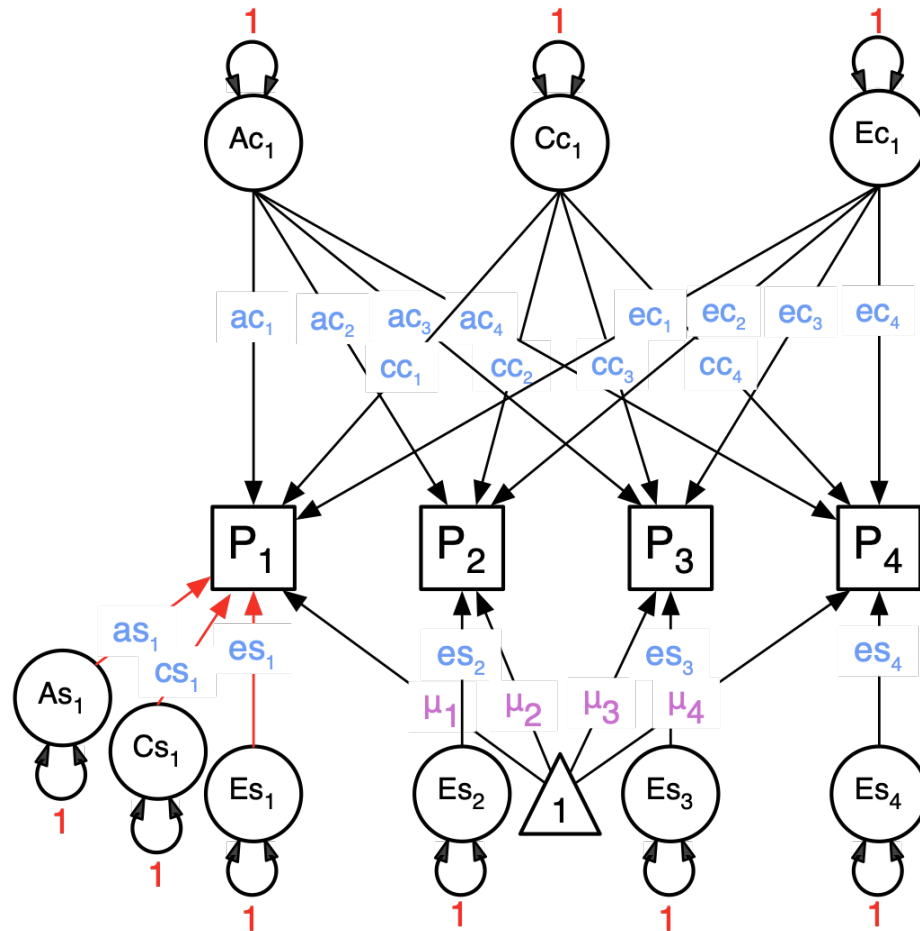 1 1 1
Ac₁ Cc₁ Ec₁
ac₁ ac₂ ac₃ ac₄ ec₁ ec₂ ec₃ ec₄
cc₁ cc₂ cc₃ cc₄
P₁ P₂ P₃ P₄
as₁ cs₁ es₁ es₂ es₃ es₄
μ₁ μ₂ μ₃ μ₄
As₁ Cs₁ Es₁ Es₂ 1 Es₃ Es₄
1 1 1 1 1 1